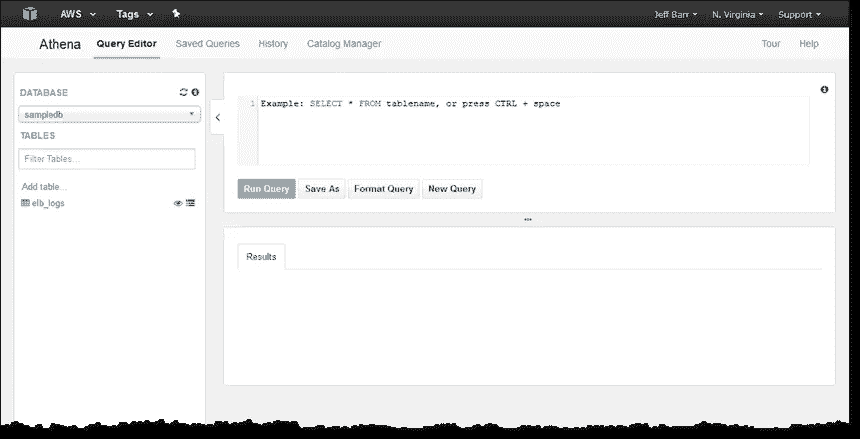 AWS Tags Jeff Barr N. Virginia Support
Athena Query Editor Saved Queries History Catalog Manager Tour Help
DATABASE
sampledb
TABLES
Filter Tables...
Add table...
elb_logs
1 Example: SELECT * FROM tablename, or press CTRL + space
Run Query Save As Format Query New Query
Results